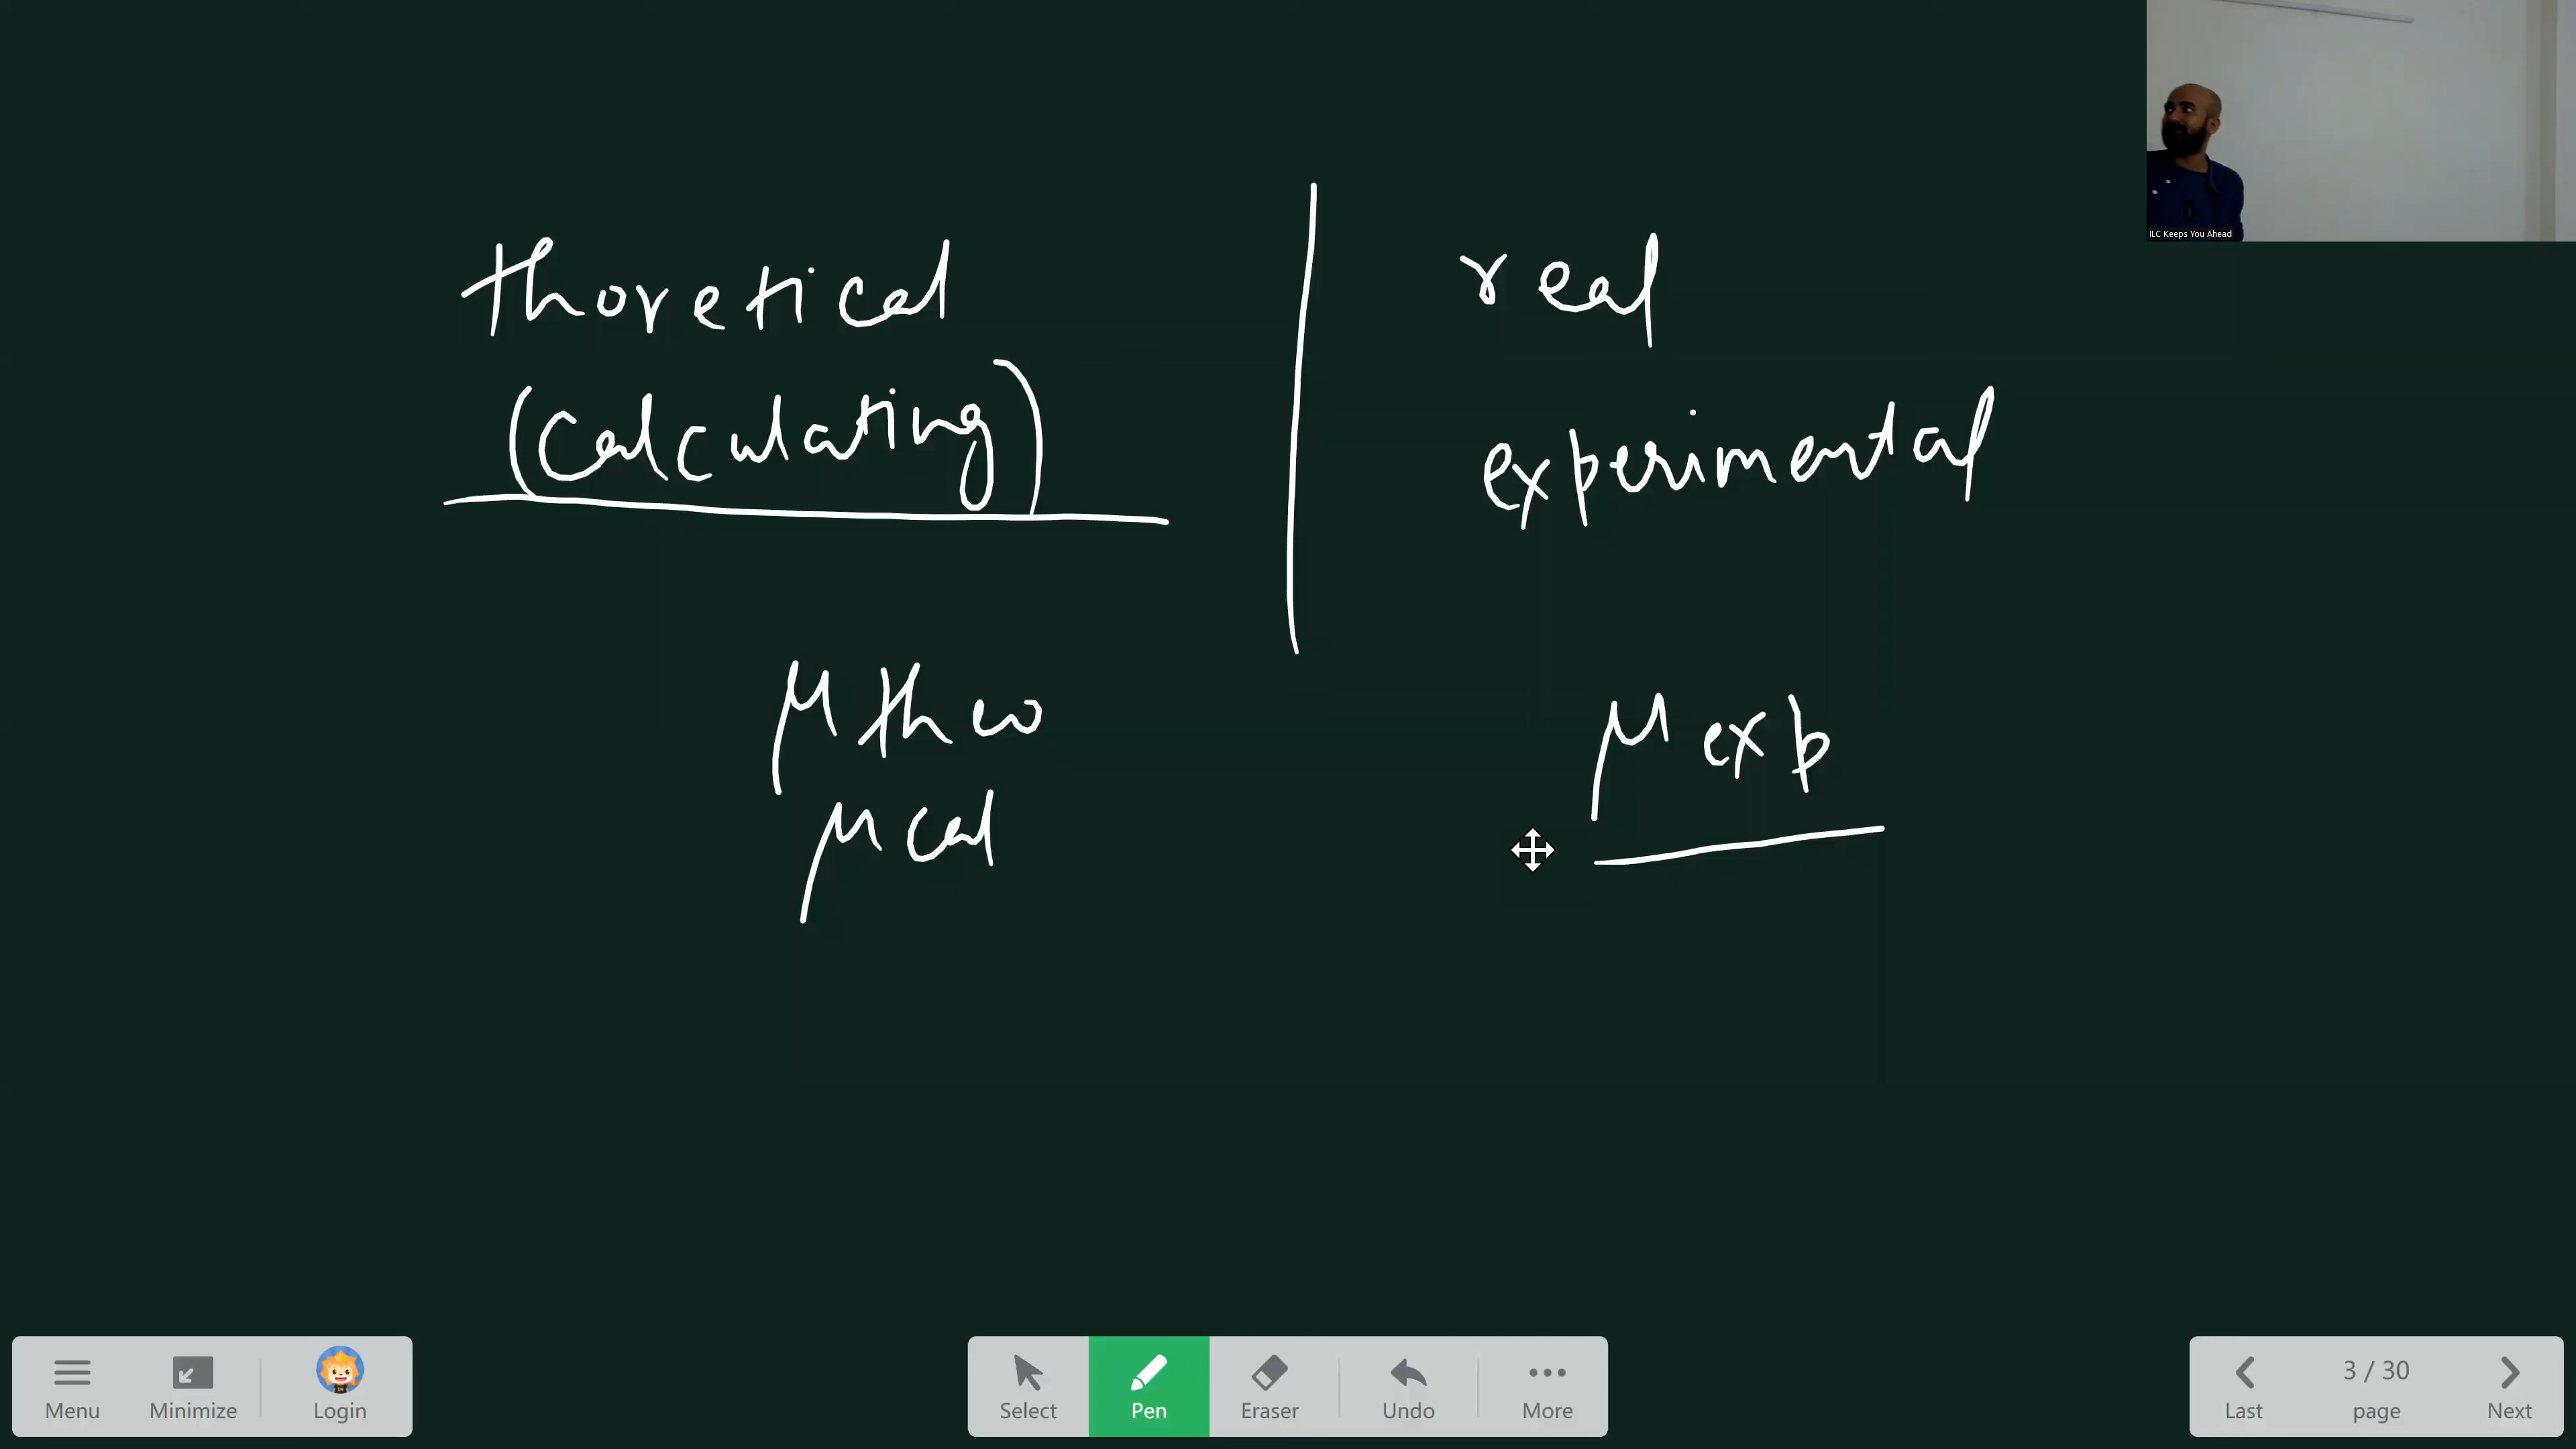 thoretical
(Calculating)
μ theo
μ cal
real
experimental
μ exp
ILC Keeps You Ahead
Menu
Minimize
Login
Select
Pen
Eraser
Undo
More
Last
3 / 30
page
Next